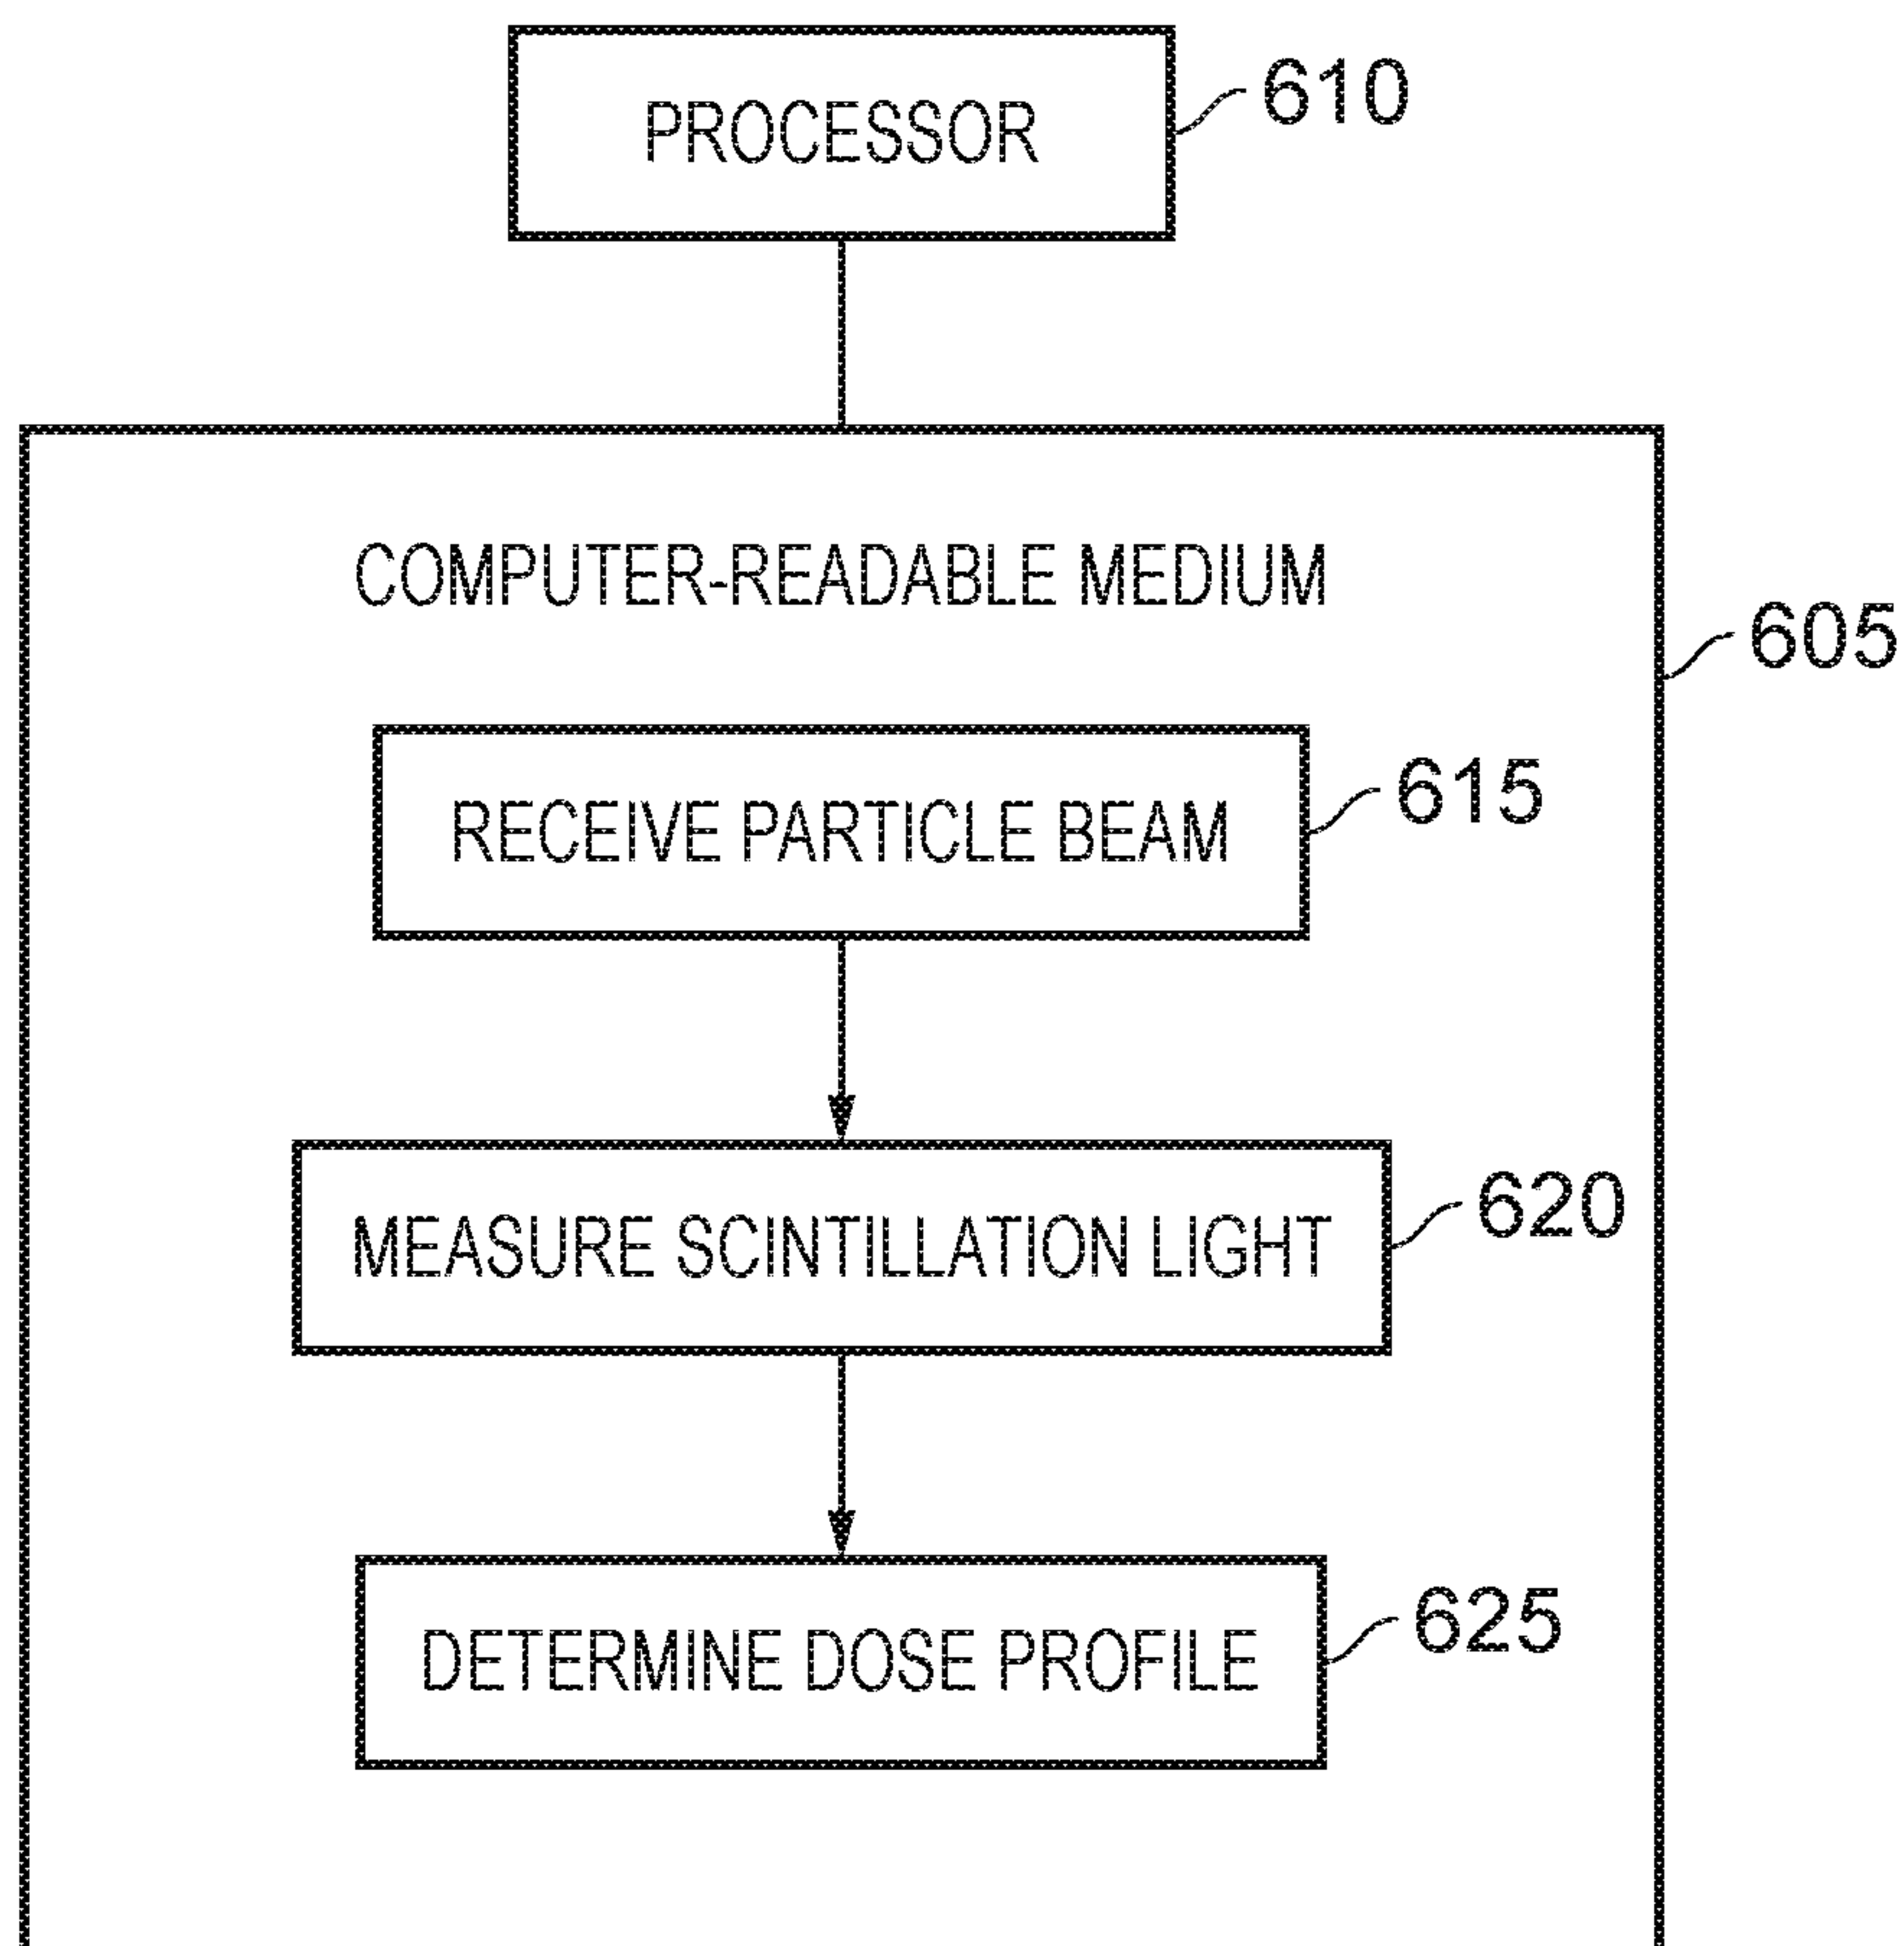 PROCESSOR
610
COMPUTER-READABLE MEDIUM
605
RECEIVE PARTICLE BEAM
615
MEASURE SCINTILLATION LIGHT
620
DETERMINE DOSE PROFILE
625